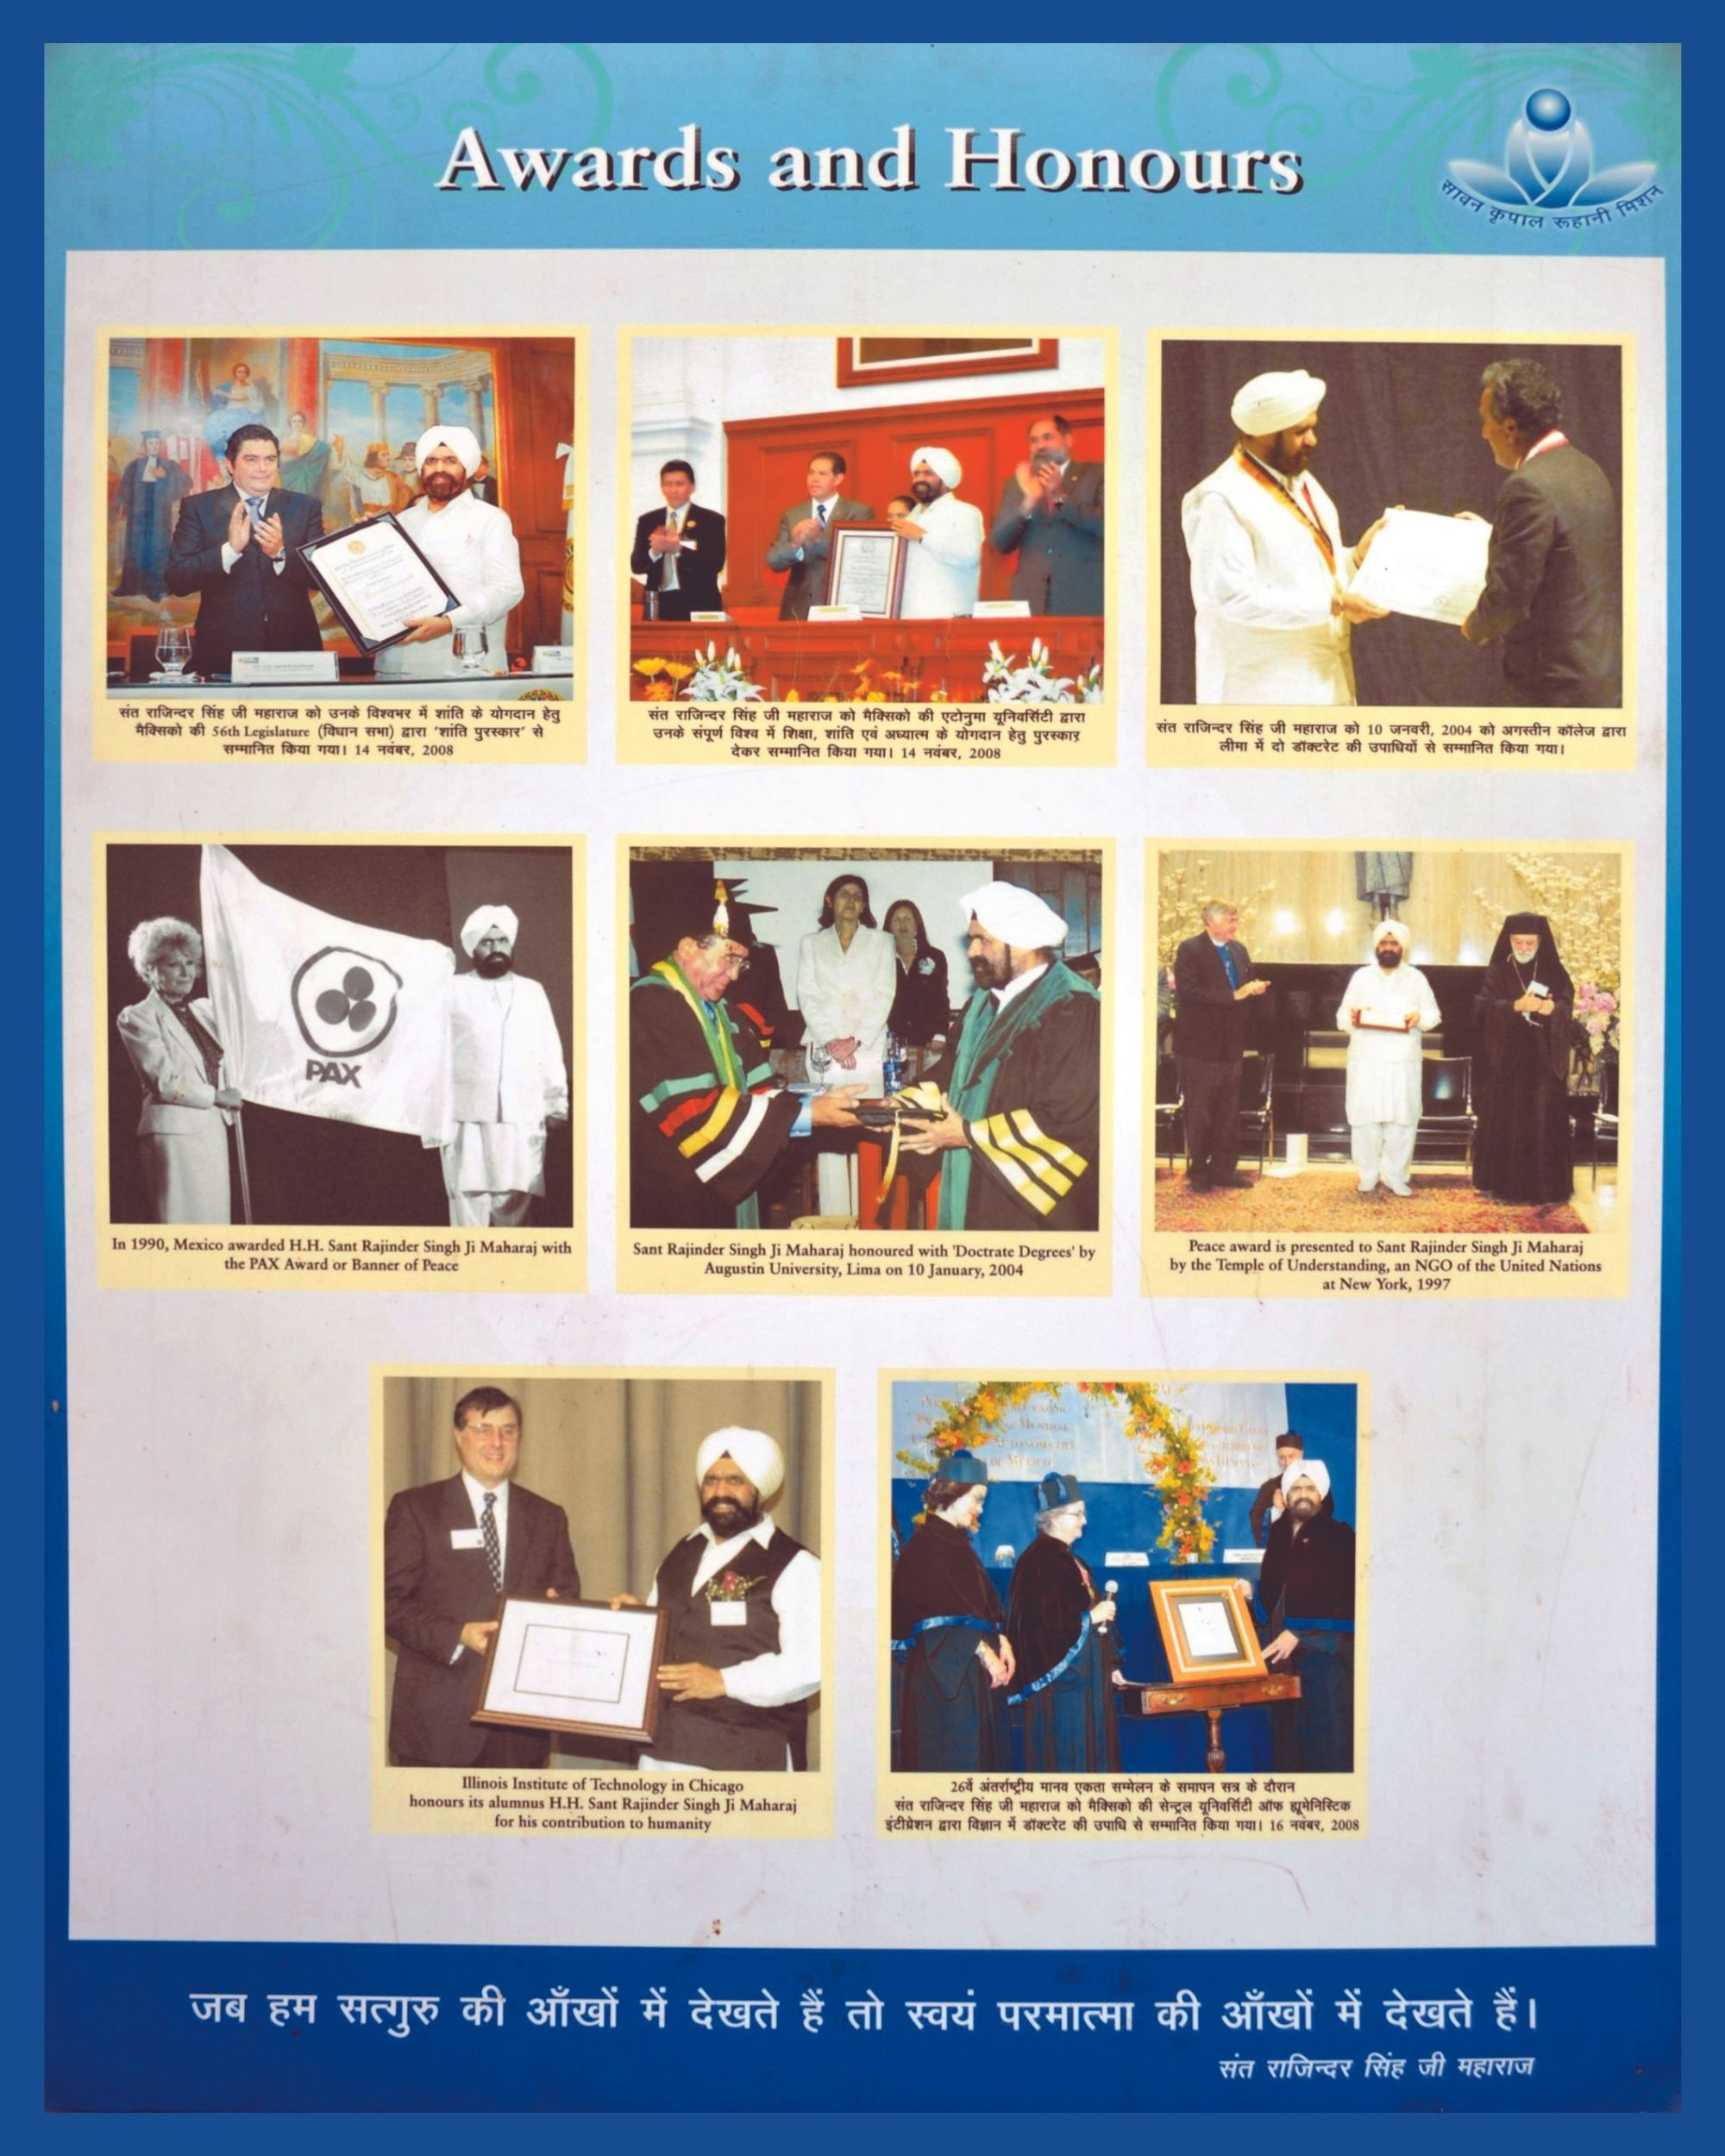 Awards and Honours
सावन कृपाल रूहानी मिशन
संत राजिन्दर सिंह जी महाराज को उनके विश्वभर में शांति के योगदान हेतु
मैक्सिको की 56th Legislature (विधान सभा) द्वारा 'शांति पुरस्कार' से
सम्मानित किया गया। 14 नवंबर, 2008
संत राजिन्दर सिंह जी महाराज को मैक्सिको की एटोनुमा यूनिवर्सिटी द्वारा
उनके संपूर्ण विश्व में शिक्षा, शांति एवं अध्यात्म के योगदान हेतु पुरस्कार
देकर सम्मानित किया गया। 14 नवंबर, 2008
संत राजिन्दर सिंह जी महाराज को 10 जनवरी, 2004 को अगस्तीन कॉलेज द्वारा
लीमा में दो डॉक्टरेट की उपाधियों से सम्मानित किया गया।
PAX
In 1990, Mexico awarded H.H. Sant Rajinder Singh Ji Maharaj with
the PAX Award or Banner of Peace
Sant Rajinder Singh Ji Maharaj honoured with 'Doctrate Degrees' by
Augustin University, Lima on 10 January, 2004
Peace award is presented to Sant Rajinder Singh Ji Maharaj
by the Temple of Understanding, an NGO of the United Nations
at New York, 1997
Illinois Institute of Technology in Chicago
honours its alumnus H.H. Sant Rajinder Singh Ji Maharaj
for his contribution to humanity
26वें अंतर्राष्ट्रीय मानव एकता सम्मेलन के समापन सत्र के दौरान
संत राजिन्दर सिंह जी महाराज को मैक्सिको की सेन्ट्रल यूनिवर्सिटी ऑफ ह्यूमेनिस्टिक
इंटीग्रेशन द्वारा विज्ञान में डॉक्टरेट की उपाधि से सम्मानित किया गया। 16 नवंबर, 2008
जब हम सत्गुरु की आँखों में देखते हैं तो स्वयं परमात्मा की आँखों में देखते हैं।
संत राजिन्दर सिंह जी महाराज